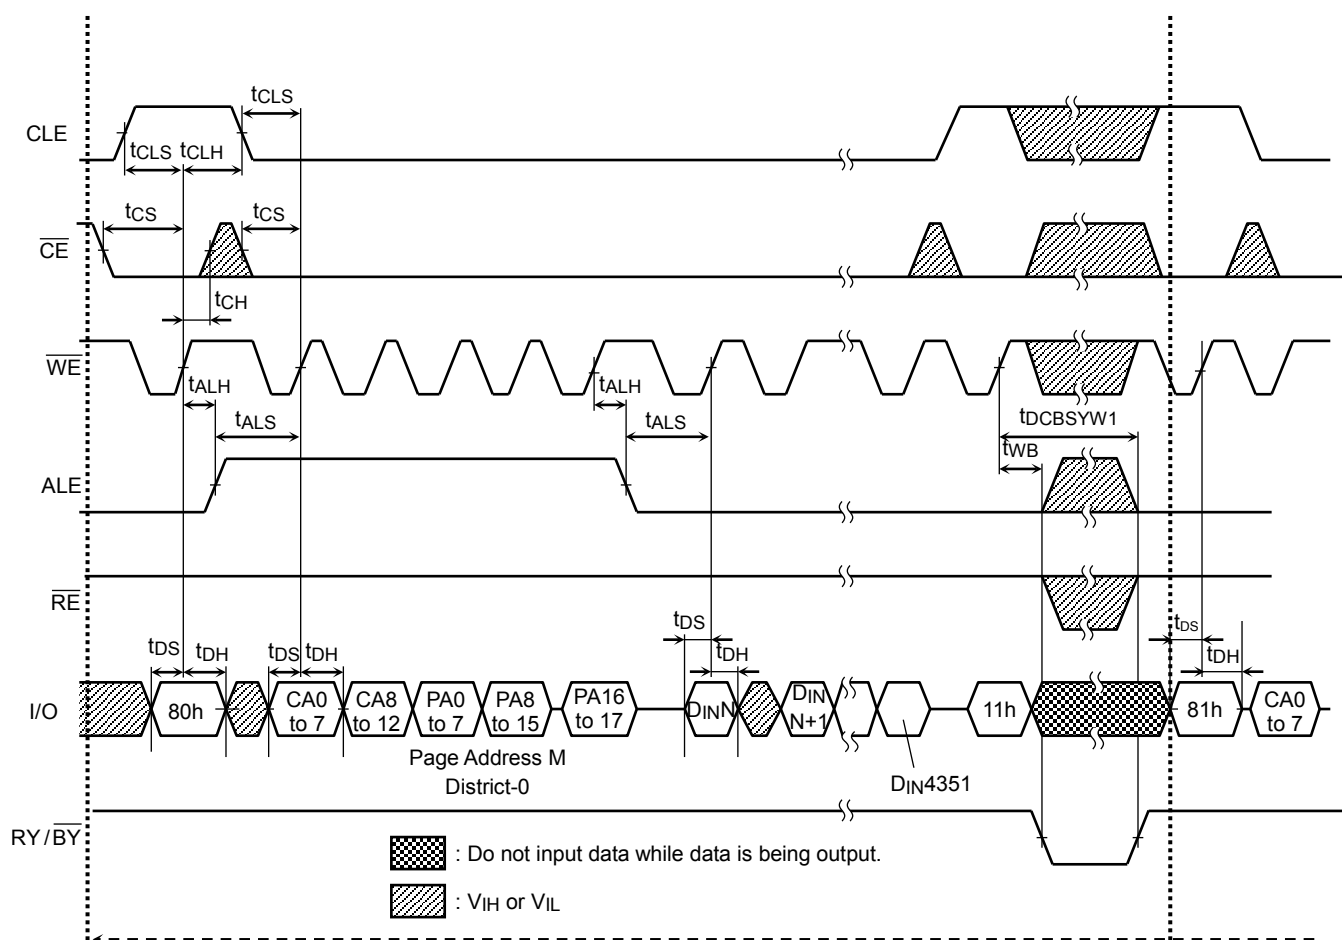 CLE
tCLS
tCLS
tCLH
CE
tCS
tCS
tCH
WE
tALH
tALH
tALS
tALS
tDCBSYW1
tWB
ALE
RE
tDS
tDH
tDS
tDH
tDS
tDH
tDS
tDH
I/O
80h
CA0
to 7
CA8
to 12
PA0
to 7
PA8
to 15
PA16
to 17
DINN
DIN
N+1
11h
81h
CA0
to 7
Page Address M
District-0
DIN4351
RY/BY
: Do not input data while data is being output.
: VIH or VIL